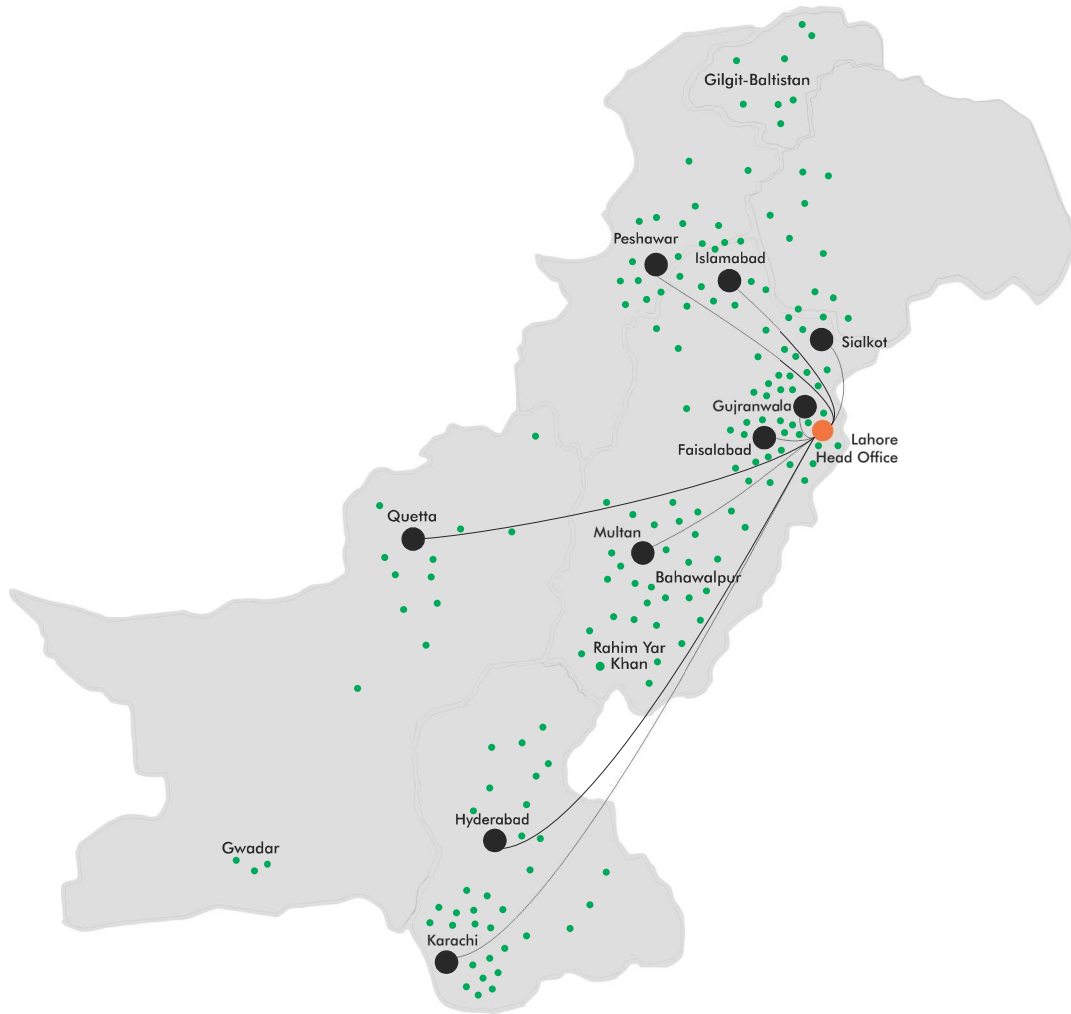 Gilgit-Baltistan
Peshawar
Islamabad
Sialkot
Gujranwala
Faisalabad
Lahore
Head Office
Quetta
Multan
Bahawalpur
Rahim Yar
Khan
Hyderabad
Gwadar
Karachi